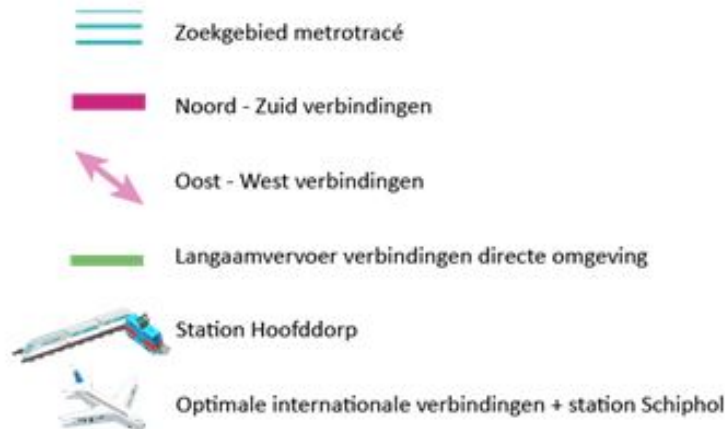 Zoekgebied metrotracé
Noord - Zuid verbindingen
Oost - West verbindingen
Langaamvervoer verbindingen directe omgeving
Station Hoofddorp
Optimale internationale verbindingen + station Schiphol